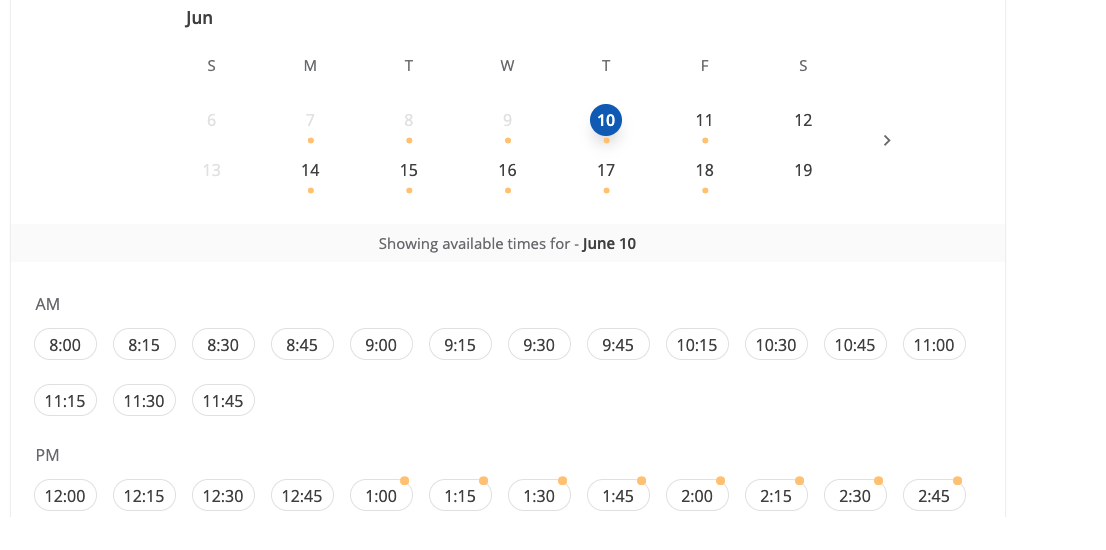 Jun
S M T W T F S
6 7 8 9 10 11 12
13 14 15 16 17 18 19
Showing available times for - June 10
AM
8:00 8:15 8:30 8:45 9:00 9:15 9:30 9:45 10:15 10:30 10:45 11:00
11:15 11:30 11:45
PM
12:00 12:15 12:30 12:45 1:00 1:15 1:30 1:45 2:00 2:15 2:30 2:45